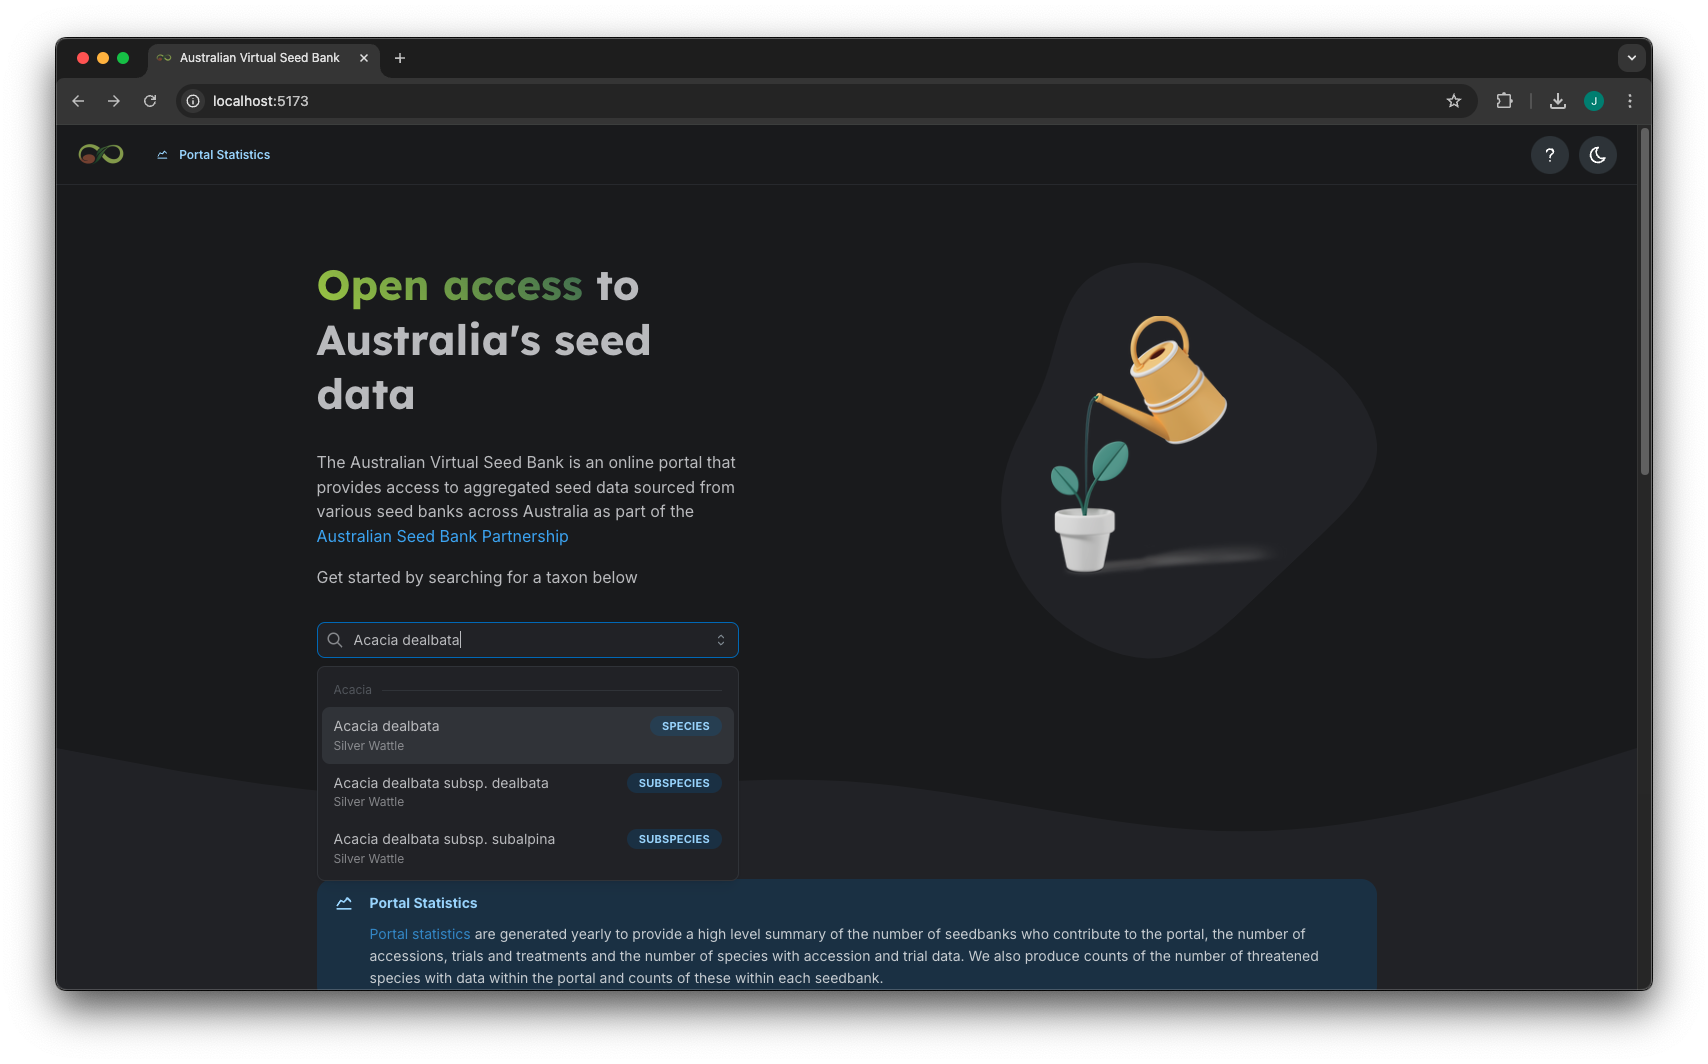 Australian Virtual Seed Bank
localhost:5173
J
Portal Statistics
?
Open access to
Australia's seed
data
The Australian Virtual Seed Bank is an online portal that
provides access to aggregated seed data sourced from
various seed banks across Australia as part of the
Australian Seed Bank Partnership
Get started by searching for a taxon below
Acacia dealbata
Acacia
Acacia dealbata SPECIES
Silver Wattle
Acacia dealbata subsp. dealbata SUBSPECIES
Silver Wattle
Acacia dealbata subsp. subalpina SUBSPECIES
Silver Wattle
Portal Statistics
Portal statistics are generated yearly to provide a high level summary of the number of seedbanks who contribute to the portal, the number of
accessions, trials and treatments and the number of species with accession and trial data. We also produce counts of the number of threatened
species with data within the portal and counts of these within each seedbank.